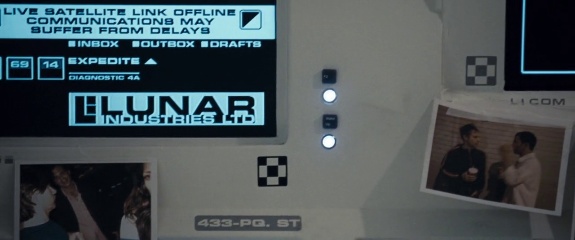 LIVE SATELLITE LINK OFFLINE
COMMUNICATIONS MAY
SUFFER FROM DELAYS
INBOX OUTBOX DRAFTS
69 14 EXPEDITE
DIAGNOSTIC 4A
LUNAR
INDUSTRIES LTD
LI COM
433-PG. ST